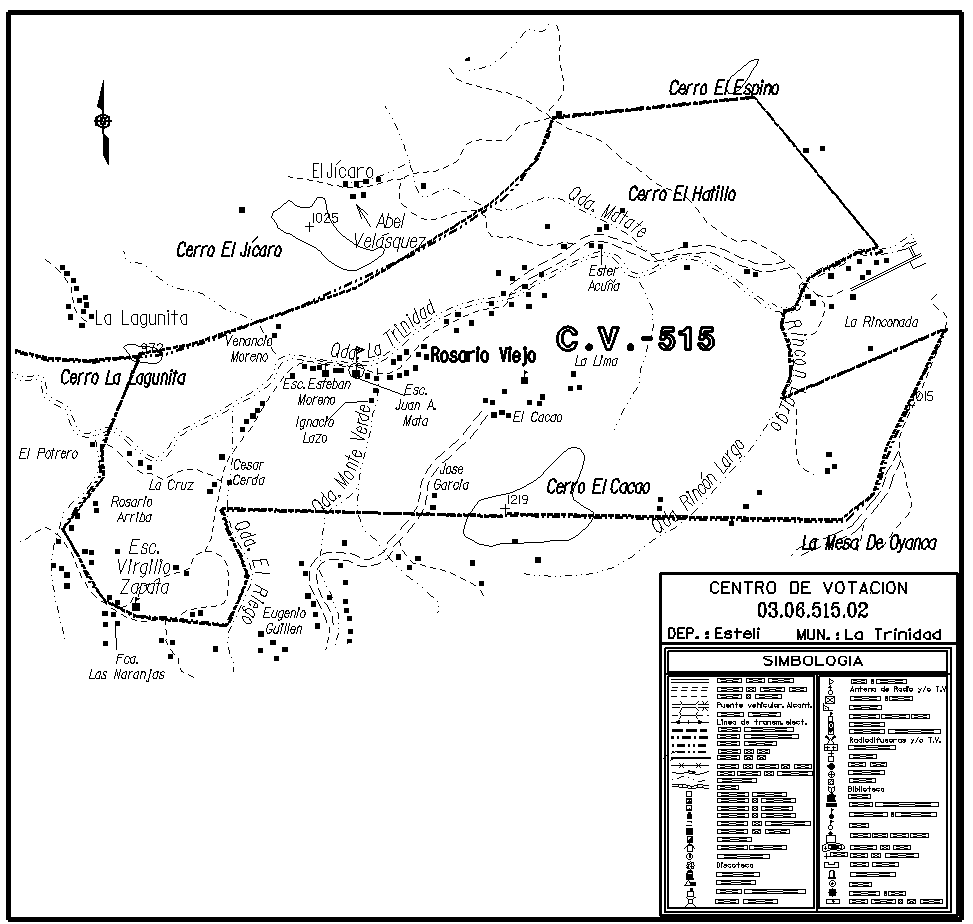 Cerro El Espino
El Jícaro
Cerro El Hatillo
Qda. Matate
1025
Abel
Velásquez
Cerro El Jícaro
Ester
Acuña
La Lagunita
Venancio
Moreno
Qda. La Trinidad
C.V.-515
La Rinconada
Rincón Largo
972
Rosario Viejo
La Lima
Cerro La Lagunita
Esc. Esteban
Moreno
Esc.
Juan A.
Mata
1015
Ignacio
Lazo
El Cacao
El Potrero
Qda. Monte Verde
Cesar
Cerda
Jose
Garcia
La Cruz
Cerro El Cacao
Qda. Rincón Largo
Rosario
Arriba
1219
Qda. El Riego
Esc.
Virgilio
Zapata
La Mesa De Oyanca
Eugenio
Guillen
Fca.
Las Naranjas
CENTRO DE VOTACION
03.06.515.02
DEP.: Esteli MUN.: La Trinidad
SIMBOLOGIA
Puente vehicular. Alcant.
Linea de transm. elect.
Discoteca
Antena de Radio y/o T.V
Radiodifusoras y/o T.V.
Biblioteca